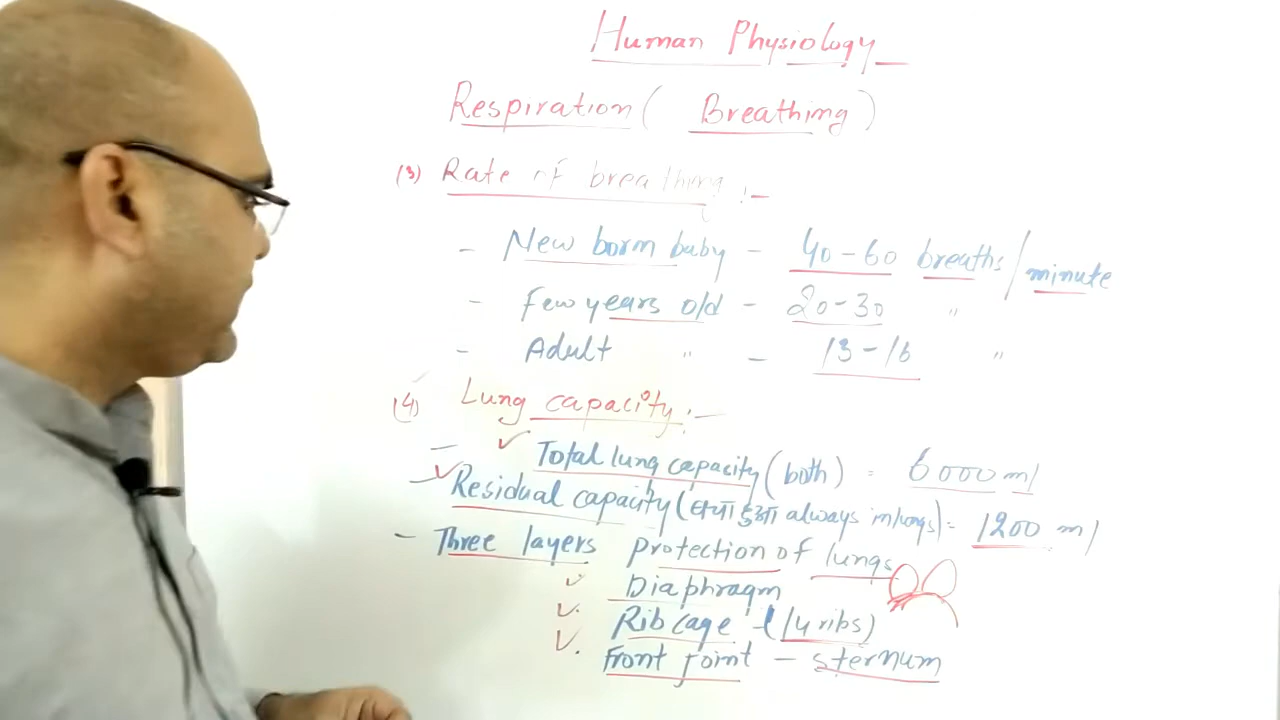 Human Physiology
Respiration ( Breathing )
(3) Rate of breathing :-
- New born baby - 40-60 breaths/minute
- Few years old - 20-30 "
- Adult " - 13-16 "
(4) Lung capacity :-
- Total lung capacity (both) = 6000 ml
- Residual capacity (बचा हुआ always in lungs) = 1200 ml
- Three layers protection of lungs
Diaphragm
Rib cage (14 ribs)
Front joint - sternum